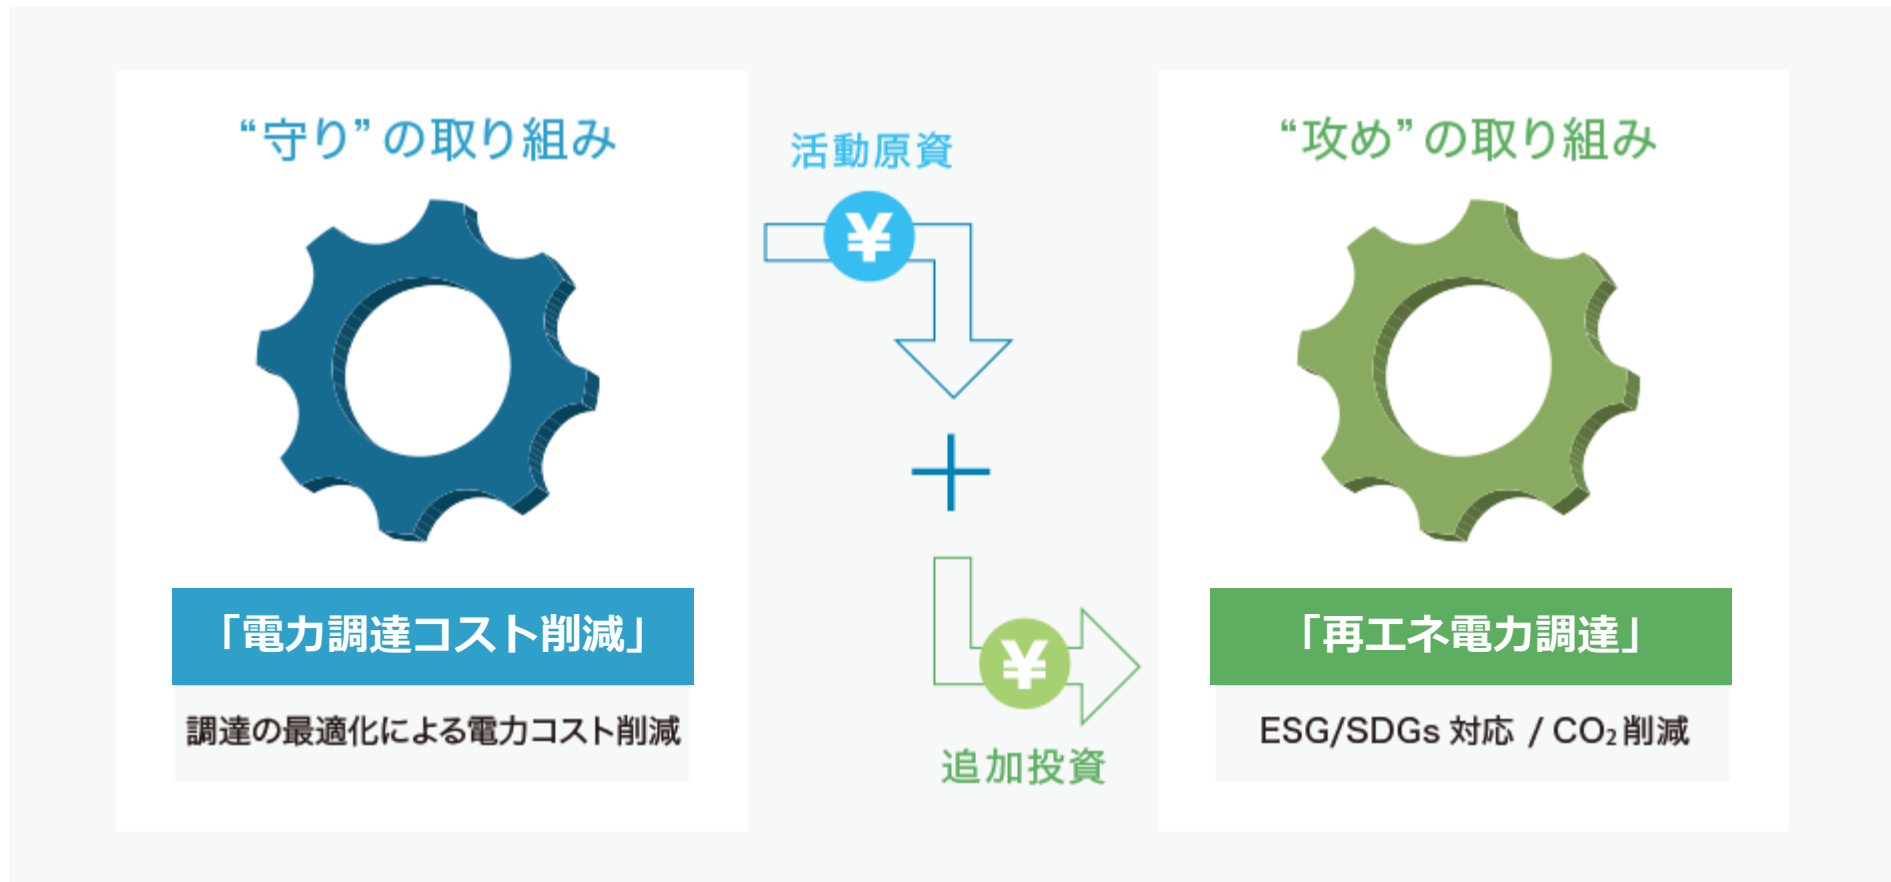 “守り”の取り組み
「電力調達コスト削減」
調達の最適化による電力コスト削減
活動原資
¥
+
¥
追加投資
“攻め”の取り組み
「再エネ電力調達」
ESG/SDGs 対応 / CO₂削減